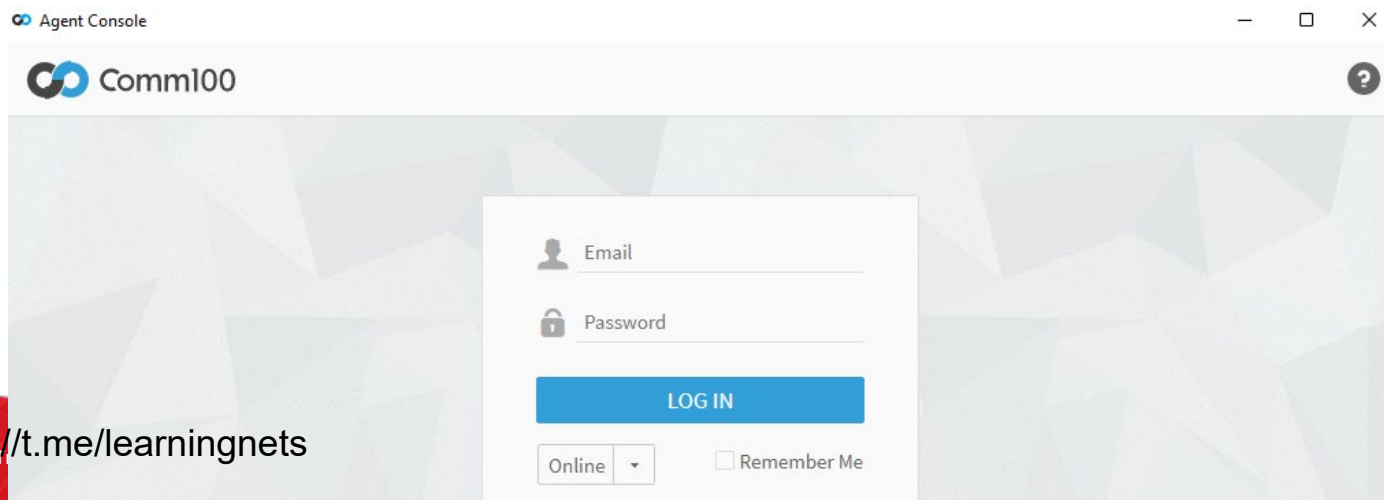 Agent Console
Comm100
?
Email
Password
LOG IN
//t.me/learningnets
Online
Remember Me